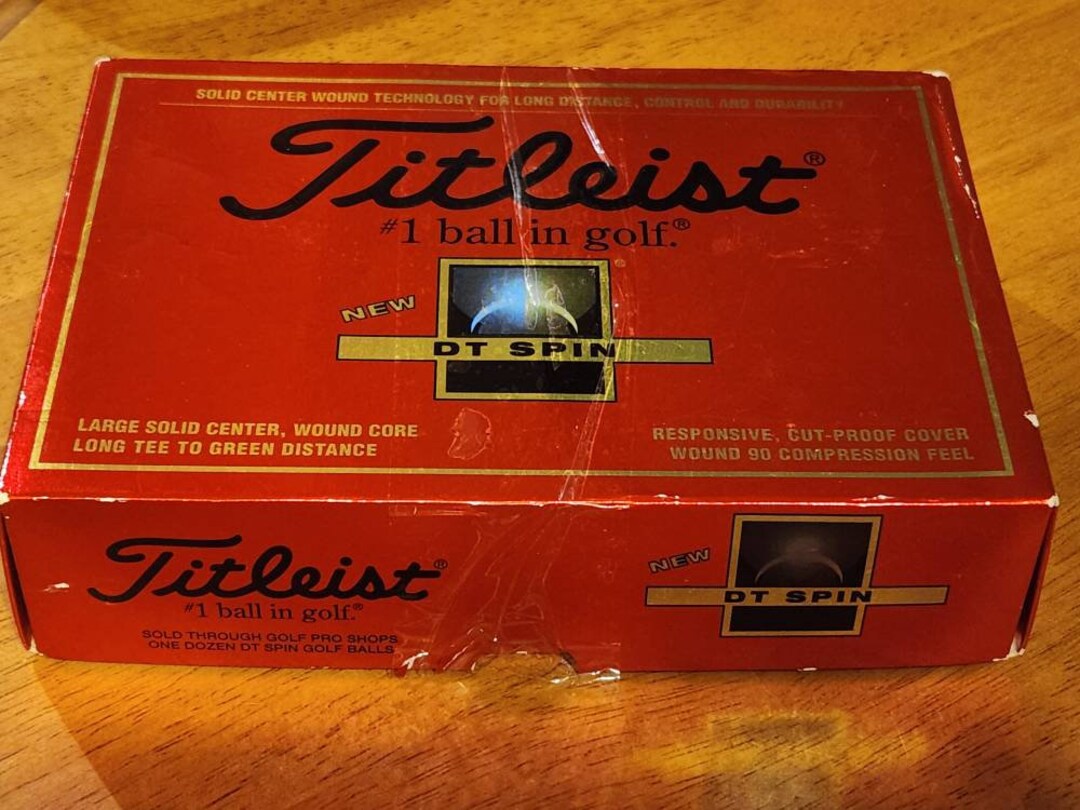 SOLID CENTER WOUND TECHNOLOGY FOR LONG DISTANCE, CONTROL AND DURABILITY
Titleist®
#1 ball in golf.®
NEW
DT SPIN
LARGE SOLID CENTER, WOUND CORE
LONG TEE TO GREEN DISTANCE
RESPONSIVE, CUT-PROOF COVER
WOUND 90 COMPRESSION FEEL
Titleist®
#1 ball in golf.®
SOLD THROUGH GOLF PRO SHOPS
ONE DOZEN DT SPIN GOLF BALLS
NEW
DT SPIN